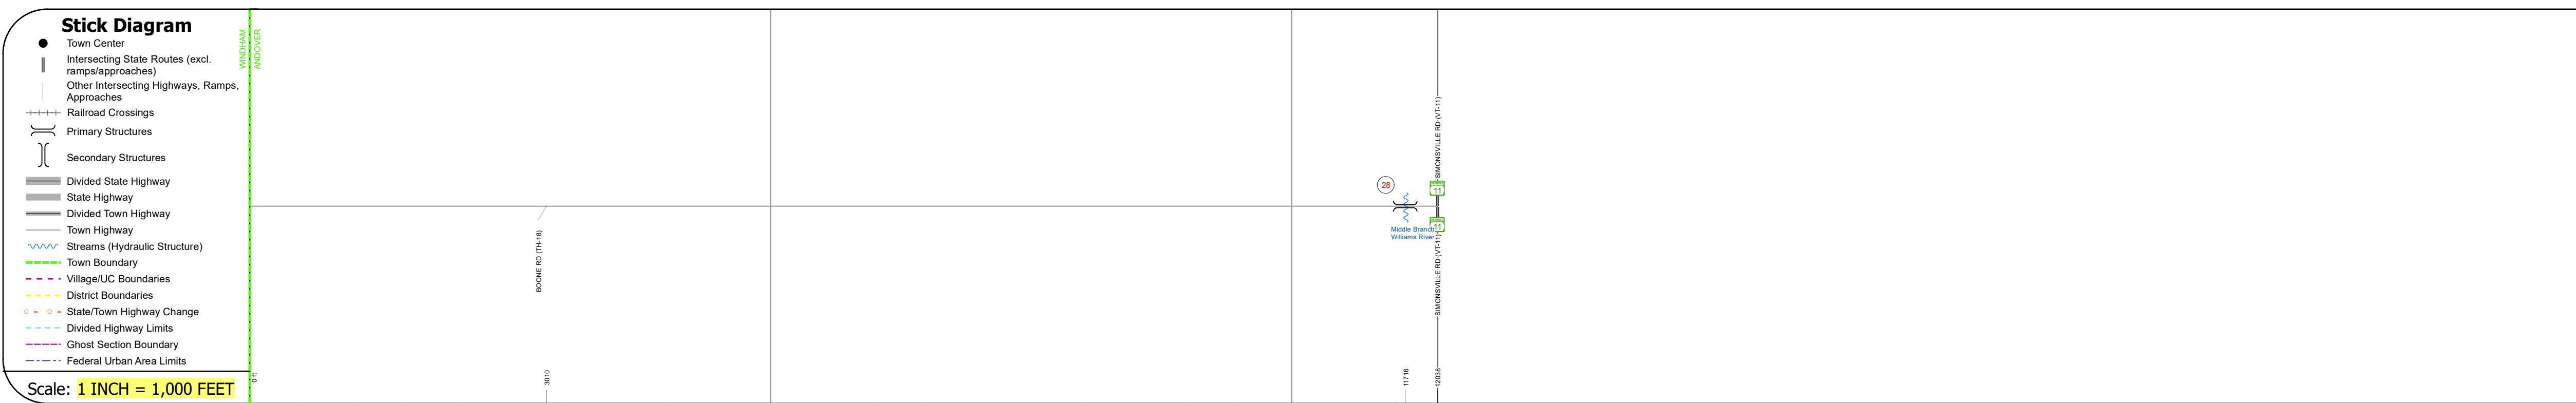 Stick Diagram
Town Center
Intersecting State Routes (excl.
ramps/approaches)
Other Intersecting Highways, Ramps,
Approaches
Railroad Crossings
Primary Structures
Secondary Structures
Divided State Highway
State Highway
Divided Town Highway
Town Highway
Streams (Hydraulic Structure)
Town Boundary
Village/UC Boundaries
District Boundaries
State/Town Highway Change
Divided Highway Limits
Ghost Section Boundary
Federal Urban Area Limits
Scale: 1 INCH = 1,000 FEET
WINDHAM
ANDOVER
0 ft
BOONE RD (TH-18)
3010
28
Middle Branch
Williams River
11716
SIMONSVILLE RD (VT-11)
11
11
SIMONSVILLE RD (VT-11)
12038